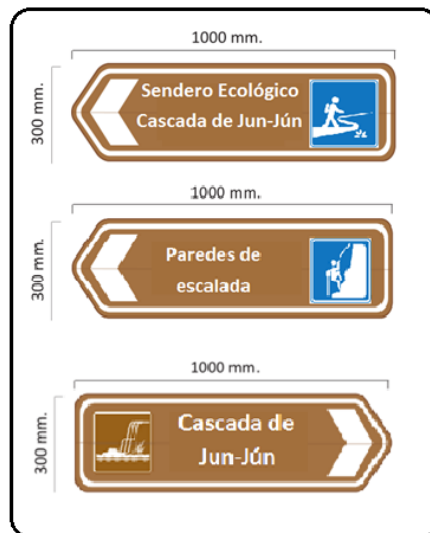 1000 mm.
300 mm.
Sendero Ecológico
Cascada de Jun-Jún
1000 mm.
300 mm.
Paredes de
escalada
1000 mm.
300 mm.
Cascada de
Jun-Jún